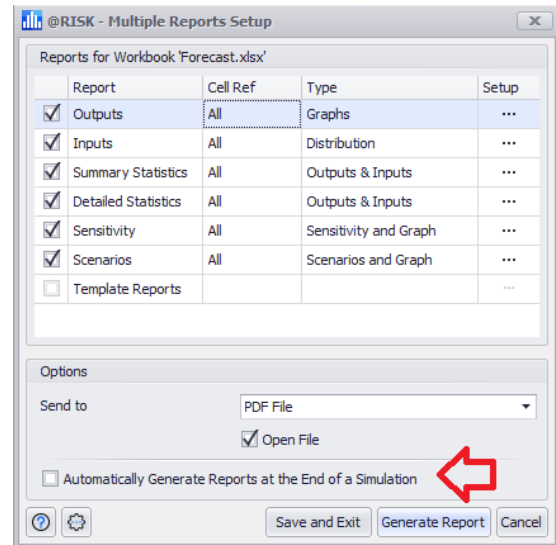 @RISK - Multiple Reports Setup
Reports for Workbook 'Forecast.xlsx'
Report Cell Ref Type Setup
Outputs All Graphs ...
Inputs All Distribution ...
Summary Statistics All Outputs & Inputs ...
Detailed Statistics All Outputs & Inputs ...
Sensitivity All Sensitivity and Graph ...
Scenarios All Scenarios and Graph ...
Template Reports ...
Options
Send to PDF File
Open File
Automatically Generate Reports at the End of a Simulation
? Save and Exit Generate Report Cancel